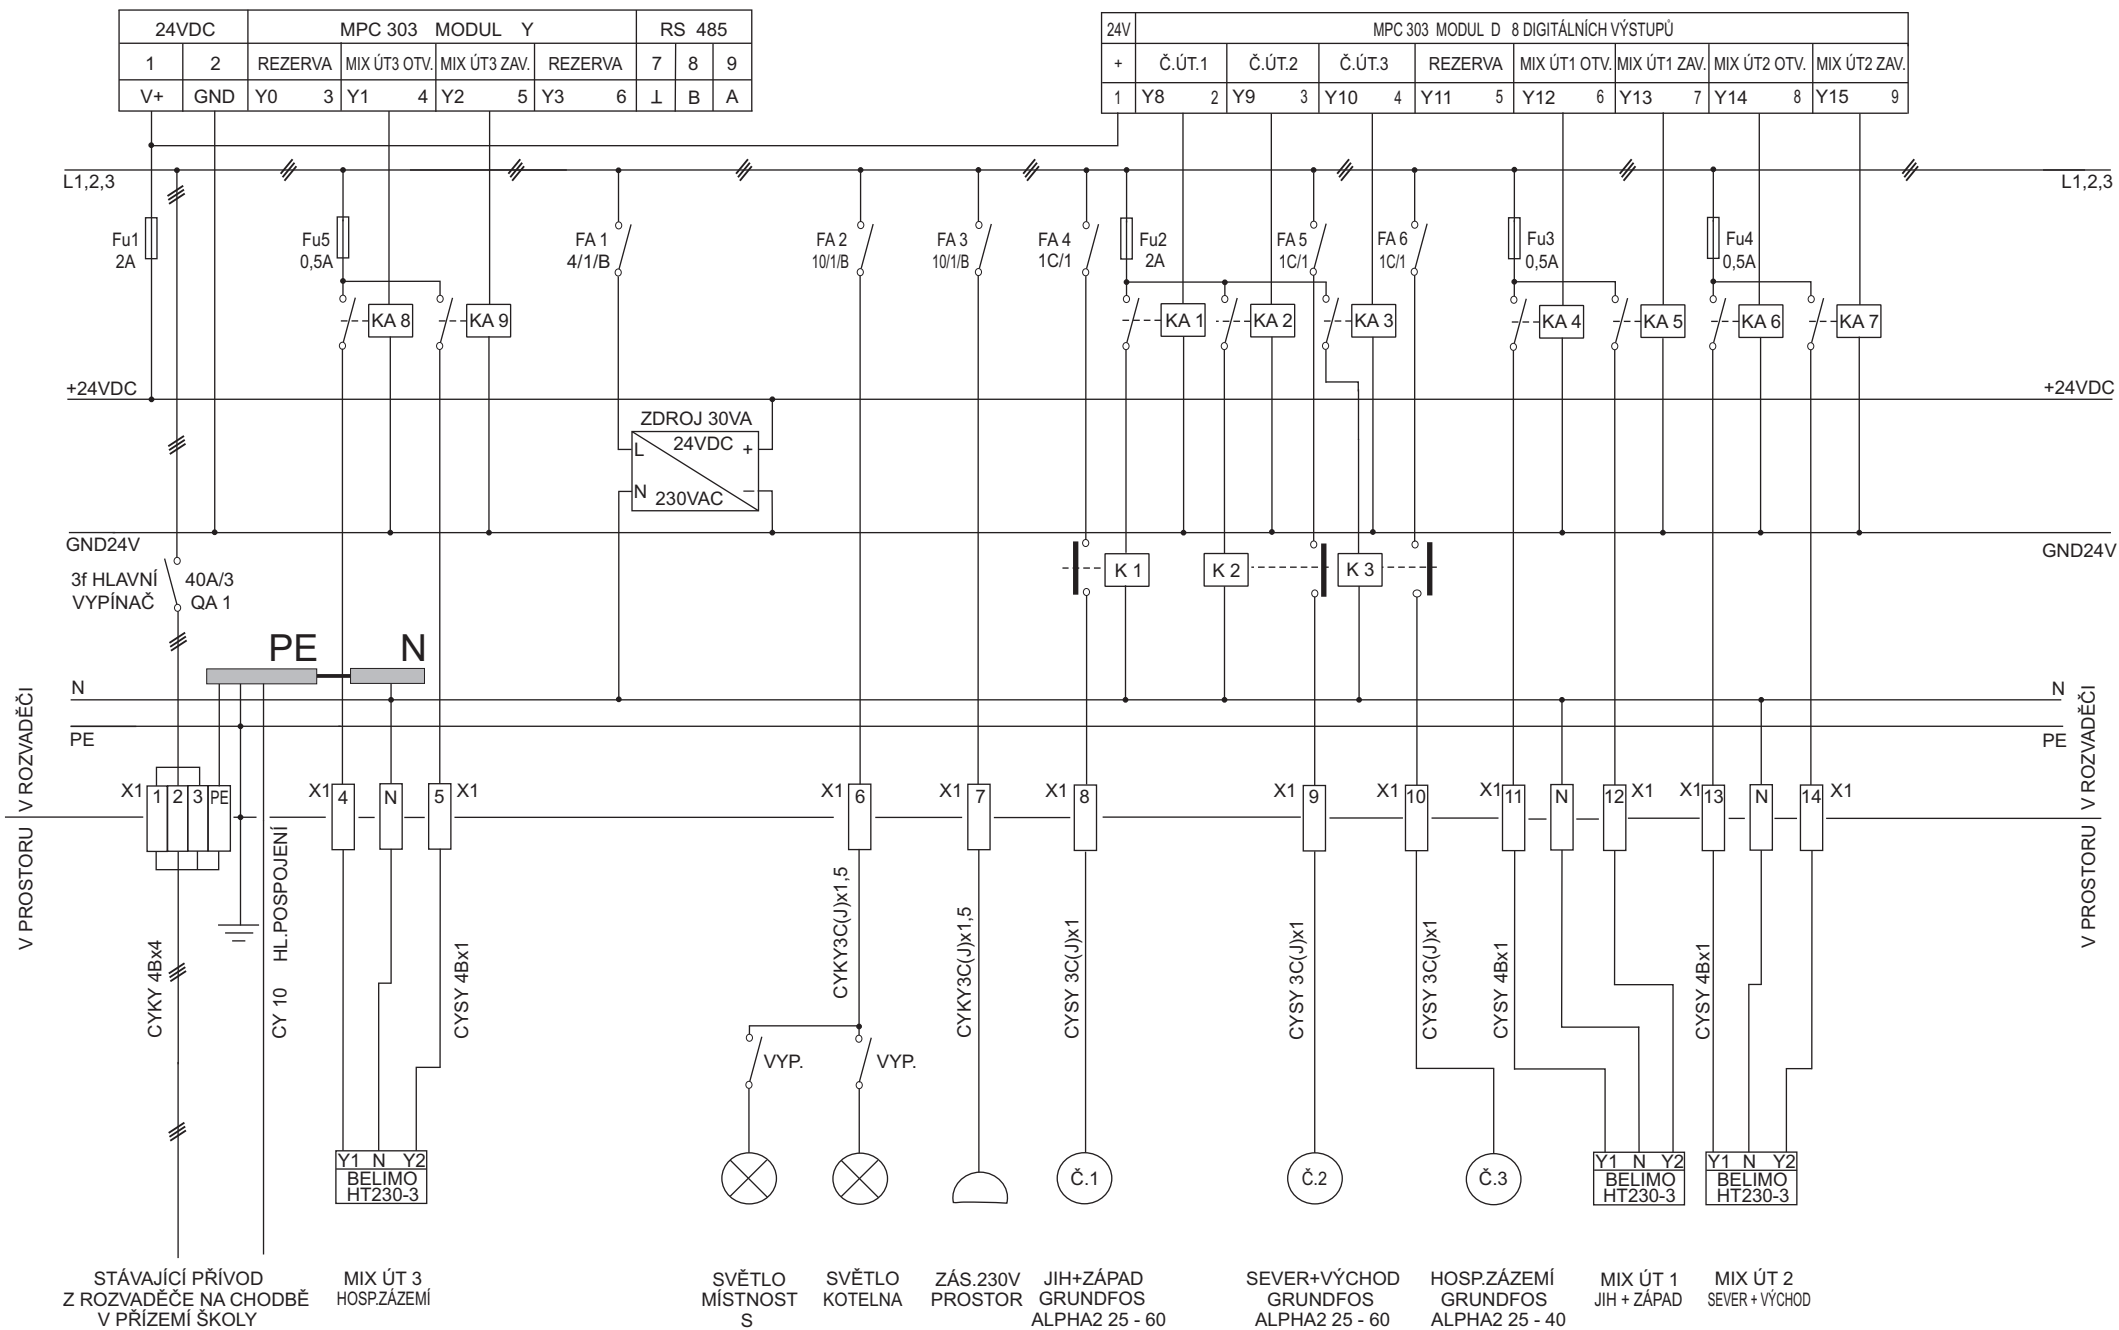 24VDC MPC 303 MODUL Y RS 485
1 2 REZERVA MIX ÚT3 OTV. MIX ÚT3 ZAV. REZERVA 7 8 9
V+ GND Y0 3 Y1 4 Y2 5 Y3 6 ⊥ B A
24V MPC 303 MODUL D 8 DIGITÁLNÍCH VÝSTUPŮ
+ Č.ÚT.1 Č.ÚT.2 Č.ÚT.3 REZERVA MIX ÚT1 OTV. MIX ÚT1 ZAV. MIX ÚT2 OTV. MIX ÚT2 ZAV.
1 Y8 2 Y9 3 Y10 4 Y11 5 Y12 6 Y13 7 Y14 8 Y15 9
L1,2,3 L1,2,3
Fu1
2A
Fu5
0,5A
FA 1
4/1/B
FA 2
10/1/B
FA 3
10/1/B
FA 4
1C/1
Fu2
2A
FA 5
1C/1
FA 6
1C/1
Fu3
0,5A
Fu4
0,5A
KA 8 KA 9 KA 1 KA 2 KA 3 KA 4 KA 5 KA 6 KA 7
+24VDC +24VDC
ZDROJ 30VA
24VDC +
L
N –
230VAC
GND24V GND24V
3f HLAVNÍ 40A/3
VYPÍNAČ QA 1
K 1 K 2 K 3
PE N
N N
PE PE
V ROZVADĚČI V ROZVADĚČI
V PROSTORU V PROSTORU
X1 1 2 3 PE X1 4 N 5 X1 X1 6 X1 7 X1 8 X1 9 X1 10 X1 11 N 12 X1 X1 13 N 14 X1
CYKY 4Bx4
CY 10 HL.POSPOJENÍ
CYSY 4Bx1
CYKY3C(J)x1,5
CYKY3C(J)x1,5
CYSY 3C(J)x1
CYSY 3C(J)x1
CYSY 3C(J)x1
CYSY 4Bx1
CYSY 4Bx1
VYP. VYP.
Y1 N Y2
BELIMO
HT230-3
Č.1 Č.2 Č.3
Y1 N Y2
BELIMO
HT230-3
Y1 N Y2
BELIMO
HT230-3
STÁVAJÍCÍ PŘÍVOD
Z ROZVADĚČE NA CHODBĚ
V PŘÍZEMÍ ŠKOLY
MIX ÚT 3
HOSP.ZÁZEMÍ
SVĚTLO
MÍSTNOST
S
SVĚTLO
KOTELNA
ZÁS.230V
PROSTOR
JIH+ZÁPAD
GRUNDFOS
ALPHA2 25 - 60
SEVER+VÝCHOD
GRUNDFOS
ALPHA2 25 - 60
HOSP.ZÁZEMÍ
GRUNDFOS
ALPHA2 25 - 40
MIX ÚT 1
JIH + ZÁPAD
MIX ÚT 2
SEVER + VÝCHOD